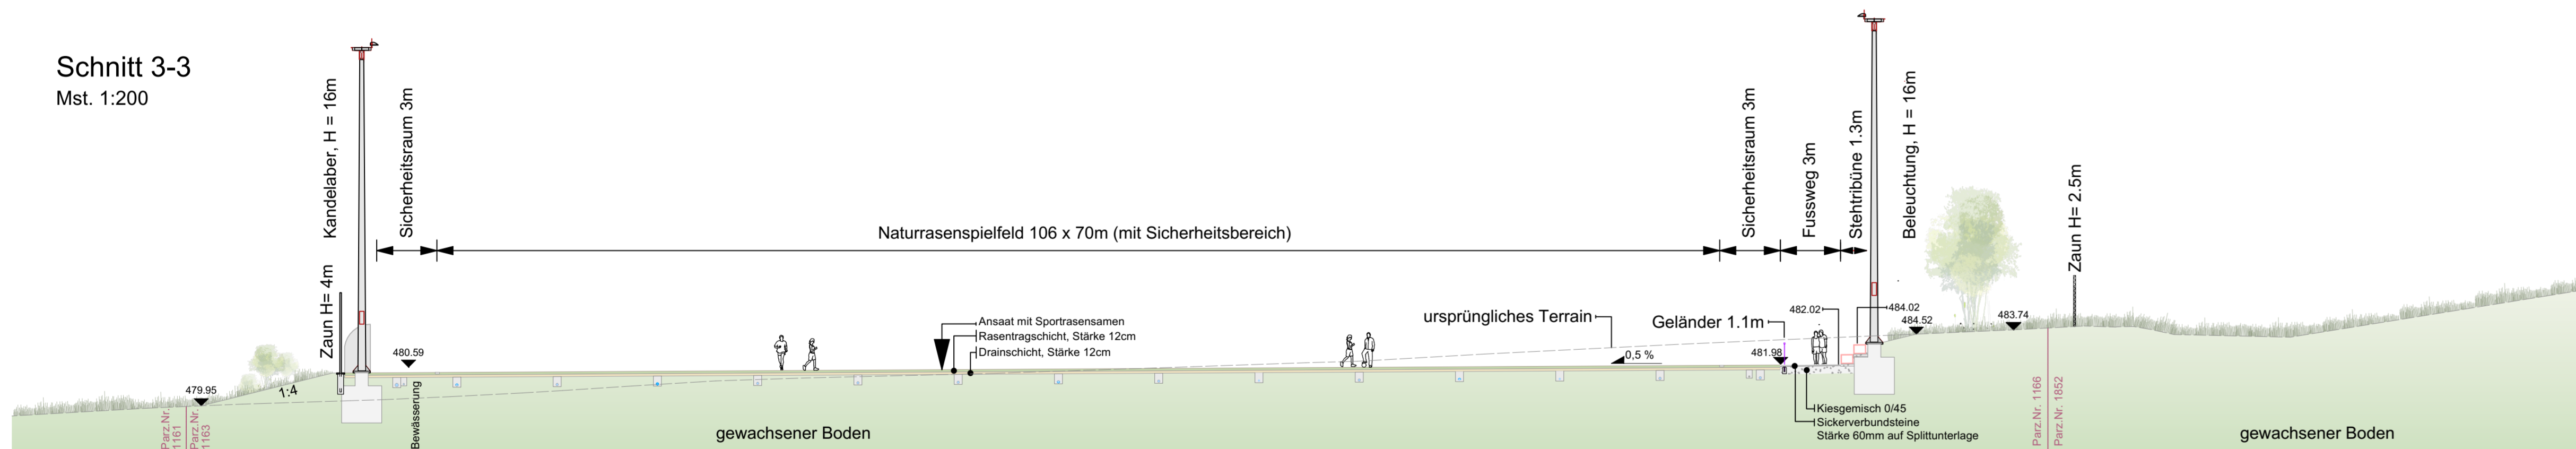 Schnitt 3-3
Mst. 1:200
Zaun H= 4m
Kandelaber, H = 16m
Sicherheitsraum 3m
Naturrasenspielfeld 106 x 70m (mit Sicherheitsbereich)
Sicherheitsraum 3m
Fussweg 3m
Stehtribüne 1.3m
Beleuchtung, H = 16m
Zaun H= 2.5m
Ansaat mit Sportrasensamen
Rasentragschicht, Stärke 12cm
Drainschicht, Stärke 12cm
ursprüngliches Terrain
0,5 %
Geländer 1.1m
481.98
482.02
484.02
484.52
483.74
480.59
479.95
1:4
Parz.Nr.
1161
Parz.Nr.
1163
Bewässerung
gewachsener Boden
Kiesgemisch 0/45
Sickerverbundsteine
Stärke 60mm auf Splittunterlage
Parz.Nr. 1166
Parz.Nr. 1852
gewachsener Boden